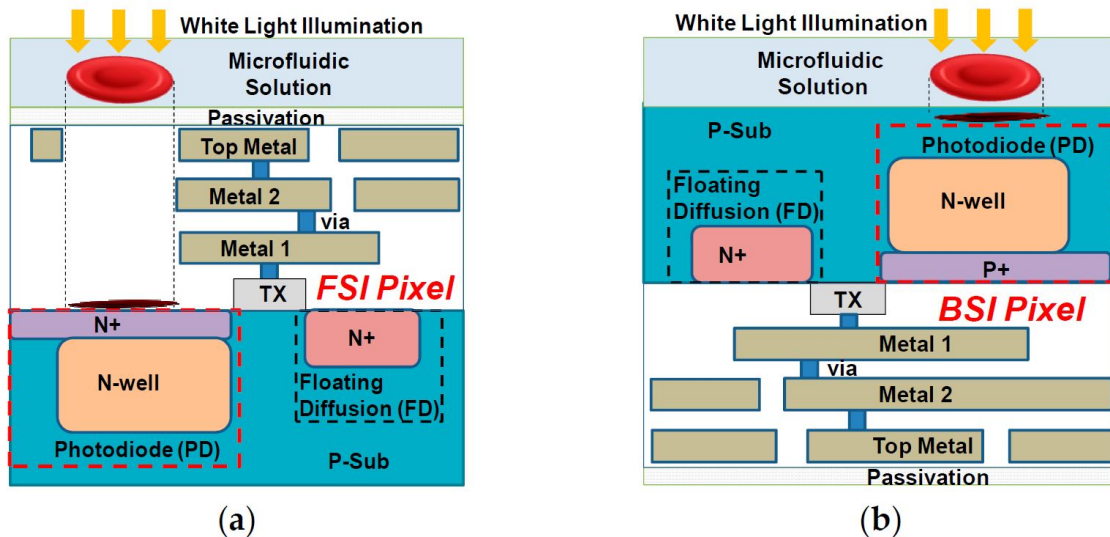 White Light Illumination
Microfluidic
Solution
Passivation
Top Metal
Metal 2
via
Metal 1
TX
FSI Pixel
N+
N+
N-well
Floating
Diffusion (FD)
Photodiode (PD)
P-Sub
(a)
White Light Illumination
Microfluidic
Solution
P-Sub
Photodiode (PD)
Floating
Diffusion (FD)
N-well
N+
P+
TX
BSI Pixel
Metal 1
via
Metal 2
Top Metal
Passivation
(b)